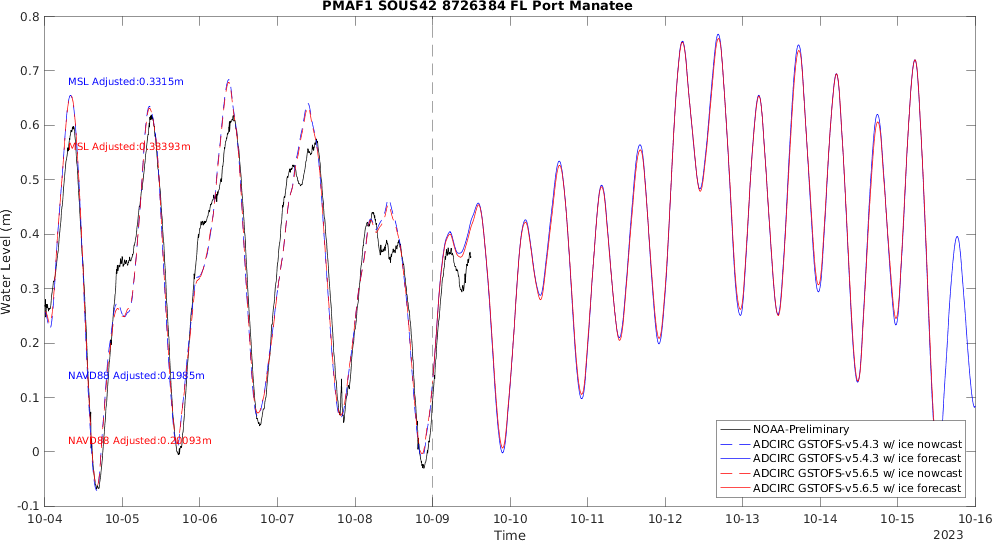 PMAF1 SOUS42 8726384 FL Port Manatee
0.8
0.7
0.6
0.5
0.4
0.3
0.2
0.1
0
-0.1
Water Level (m)
MSL Adjusted:0.3315m
MSL Adjusted:0.33393m
NAVD88 Adjusted:0.1985m
NAVD88 Adjusted:0.20093m
NOAA-Preliminary
ADCIRC GSTOFS-v5.4.3 w/ ice nowcast
ADCIRC GSTOFS-v5.4.3 w/ ice forecast
ADCIRC GSTOFS-v5.6.5 w/ ice nowcast
ADCIRC GSTOFS-v5.6.5 w/ ice forecast
10-04 10-05 10-06 10-07 10-08 10-09 10-10 10-11 10-12 10-13 10-14 10-15 10-16
Time
2023